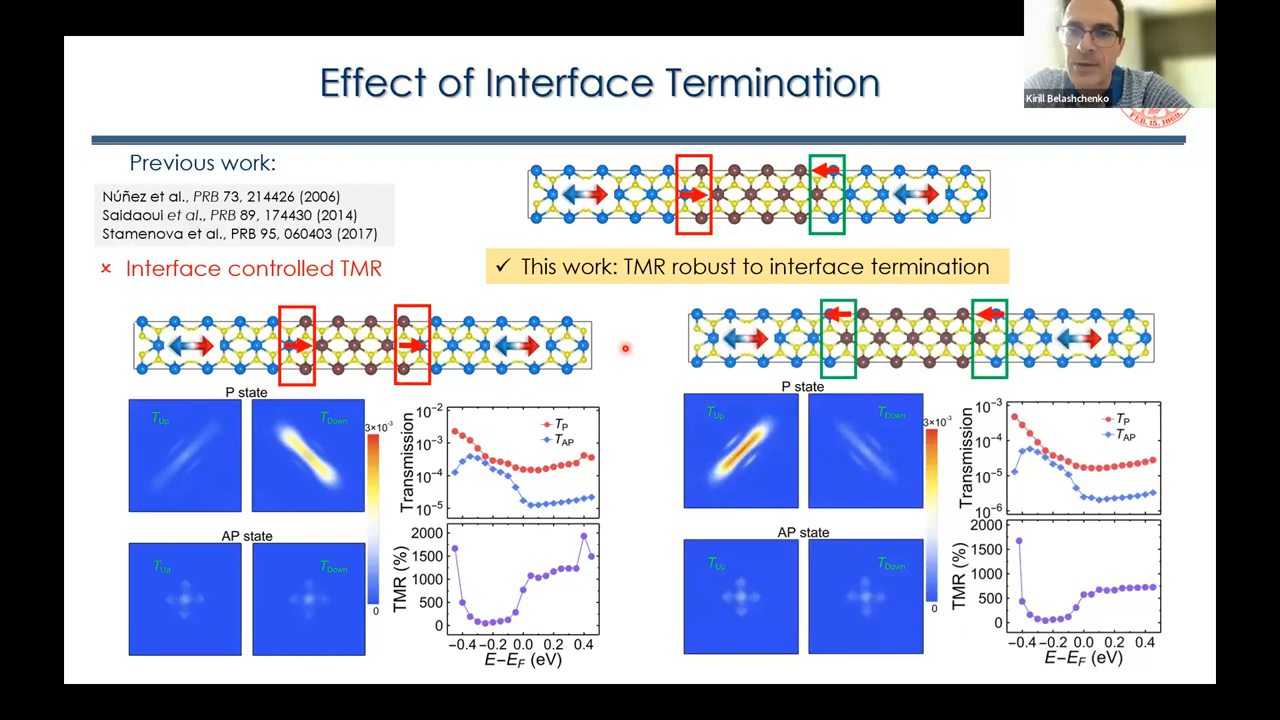 Effect of Interface Termination
Kirill Belashchenko
FEB. 15, 1869.
Previous work:
Núñez et al., PRB 73, 214426 (2006)
Saidaoui et al., PRB 89, 174430 (2014)
Stamenova et al., PRB 95, 060403 (2017)
× Interface controlled TMR
✓ This work: TMR robust to interface termination
P state
T_Up
T_Down
3×10⁻³
0
AP state
T_Up
T_Down
Transmission
10⁻²
10⁻³
10⁻⁴
10⁻⁵
T_P
T_AP
TMR (%)
2000
1500
1000
500
0
−0.4 −0.2 0.0 0.2 0.4
E−E_F (eV)
P state
T_Up
T_Down
3×10⁻³
0
AP state
T_Up
T_Down
Transmission
10⁻³
10⁻⁴
10⁻⁵
10⁻⁶
T_P
T_AP
TMR (%)
2000
1500
1000
500
0
−0.4 −0.2 0.0 0.2 0.4
E−E_F (eV)